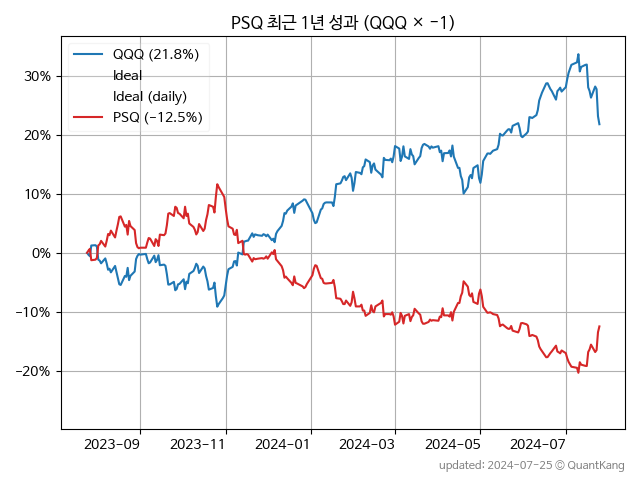 PSQ 최근 1년 성과 (QQQ × −1)
QQQ (21.8%)
Ideal
Ideal (daily)
PSQ (−12.5%)
30%
20%
10%
0%
−10%
−20%
2023−09
2023−11
2024−01
2024−03
2024−05
2024−07
updated: 2024-07-25 © QuantKang